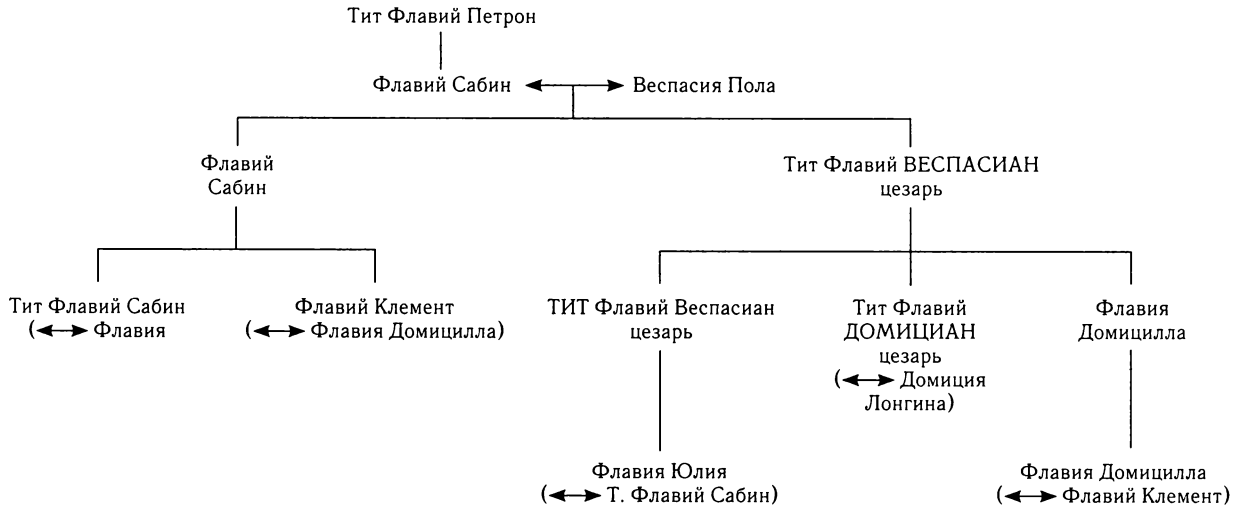 Тит Флавий Петрон
Флавий Сабин ◄─► Веспасия Пола
Флавий
Сабин
Тит Флавий ВЕСПАСИАН
цезарь
Тит Флавий Сабин
(◄─► Флавия)
Флавий Клемент
(◄─► Флавия Домицилла)
ТИТ Флавий Веспасиан
цезарь
Тит Флавий
ДОМИЦИАН
цезарь
(◄─► Домиция
Лонгина)
Флавия
Домицилла
Флавия Юлия
(◄─► Т. Флавий Сабин)
Флавия Домицилла
(◄─► Флавий Клемент)